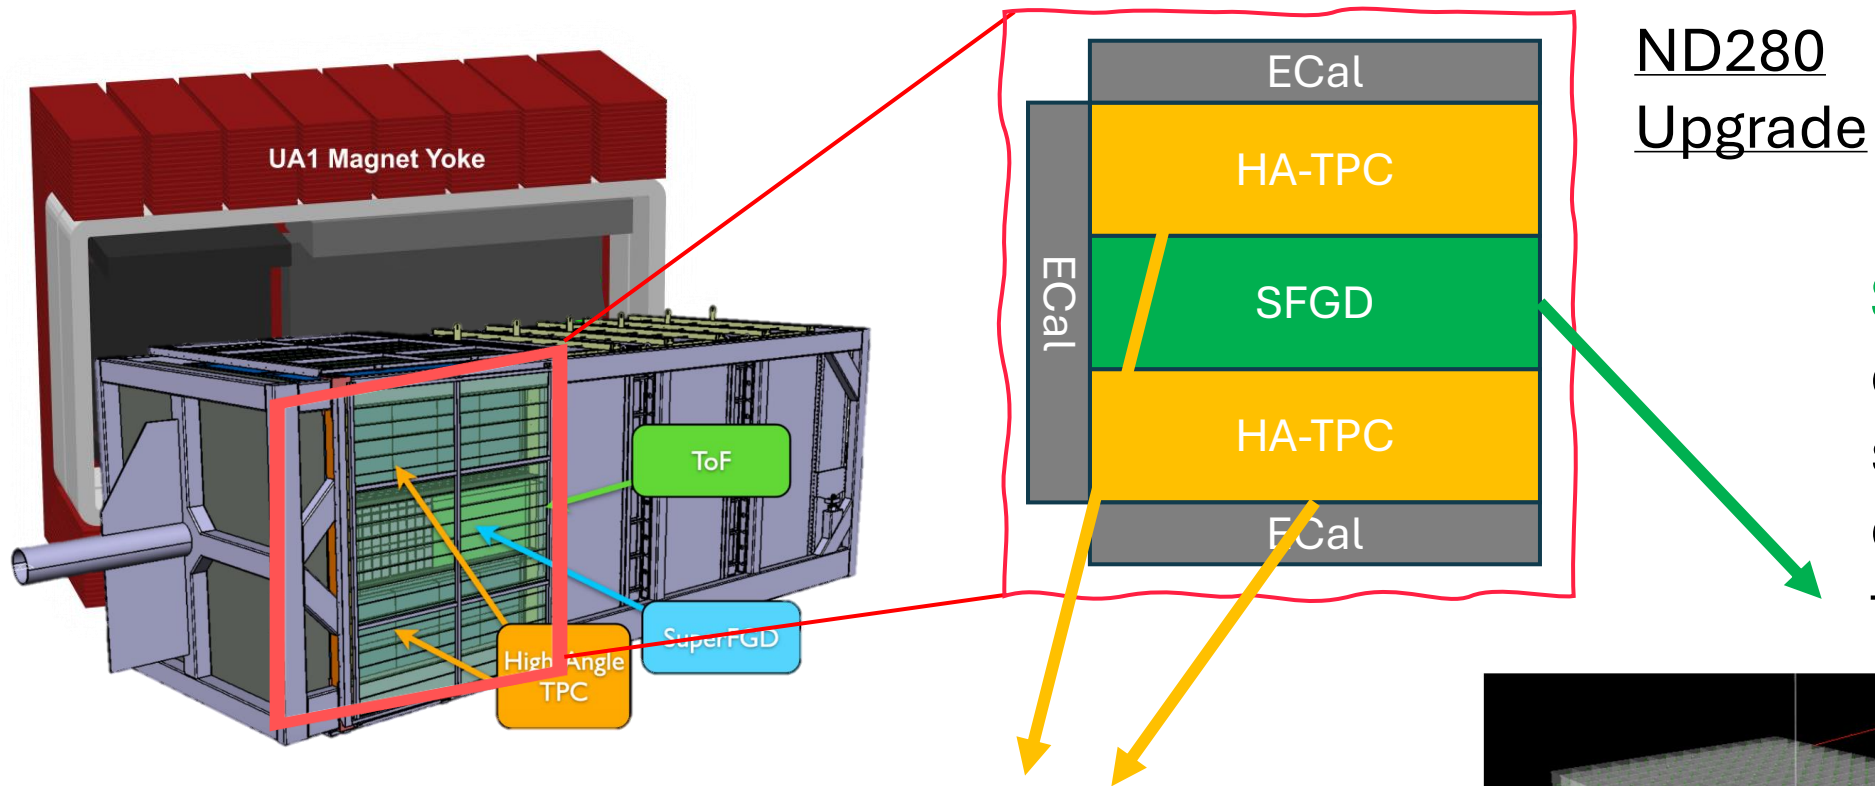 UA1 Magnet Yoke
ToF
SuperFGD
High Angle
TPC
ECal
HA-TPC
ECal
SFGD
HA-TPC
ECal
ND280
Upgrade